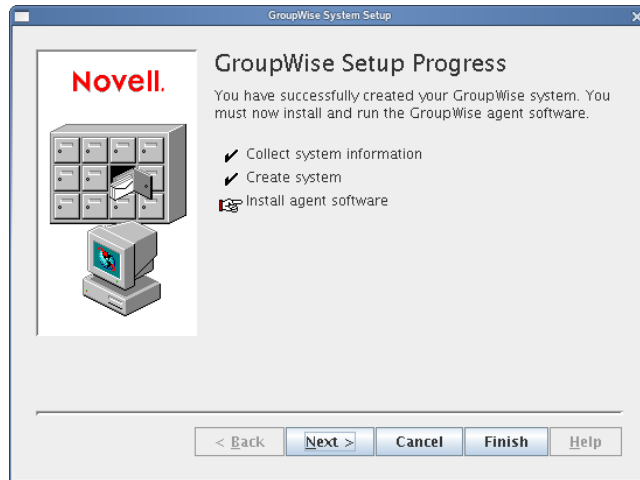 GroupWise System Setup
Novell.
GroupWise Setup Progress
You have successfully created your GroupWise system. You
must now install and run the GroupWise agent software.
Collect system information
Create system
Install agent software
< Back
Next >
Cancel
Finish
Help